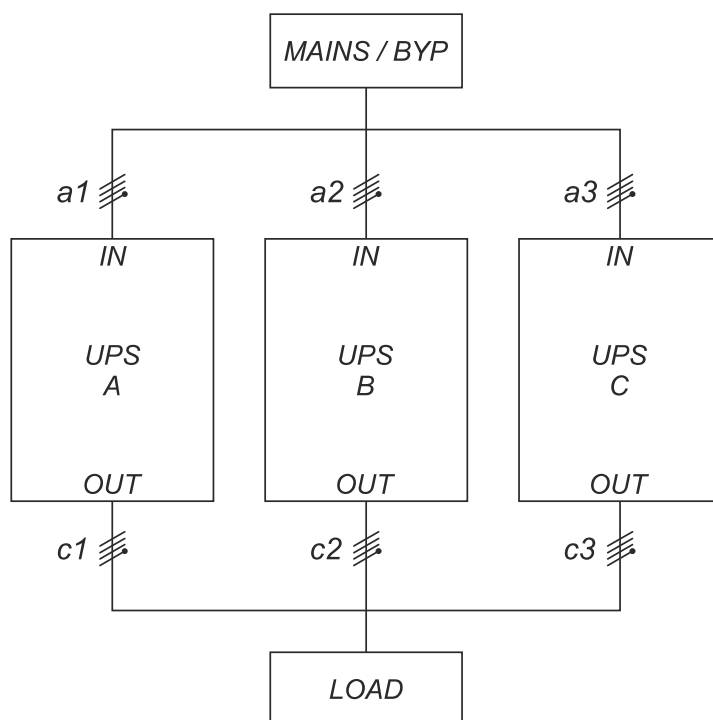 MAINS / BYP
a1
a2
a3
IN
IN
IN
UPS
A
UPS
B
UPS
C
OUT
OUT
OUT
c1
c2
c3
LOAD